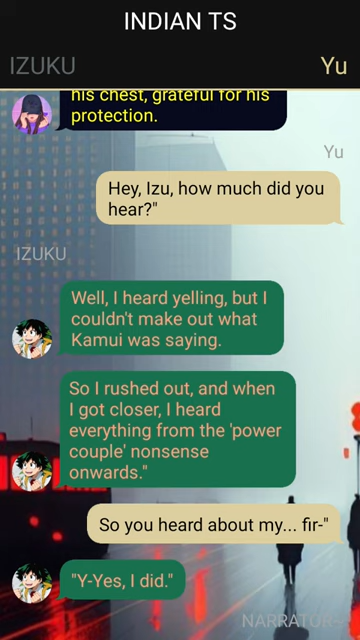 INDIAN TS
IZUKU Yu
his chest, grateful for his
protection.
Yu
Hey, Izu, how much did you
hear?"
IZUKU
Well, I heard yelling, but I
couldn't make out what
Kamui was saying.
So I rushed out, and when
I got closer, I heard
everything from the 'power
couple' nonsense
onwards."
So you heard about my... fir-"
"Y-Yes, I did."
NARRATOR